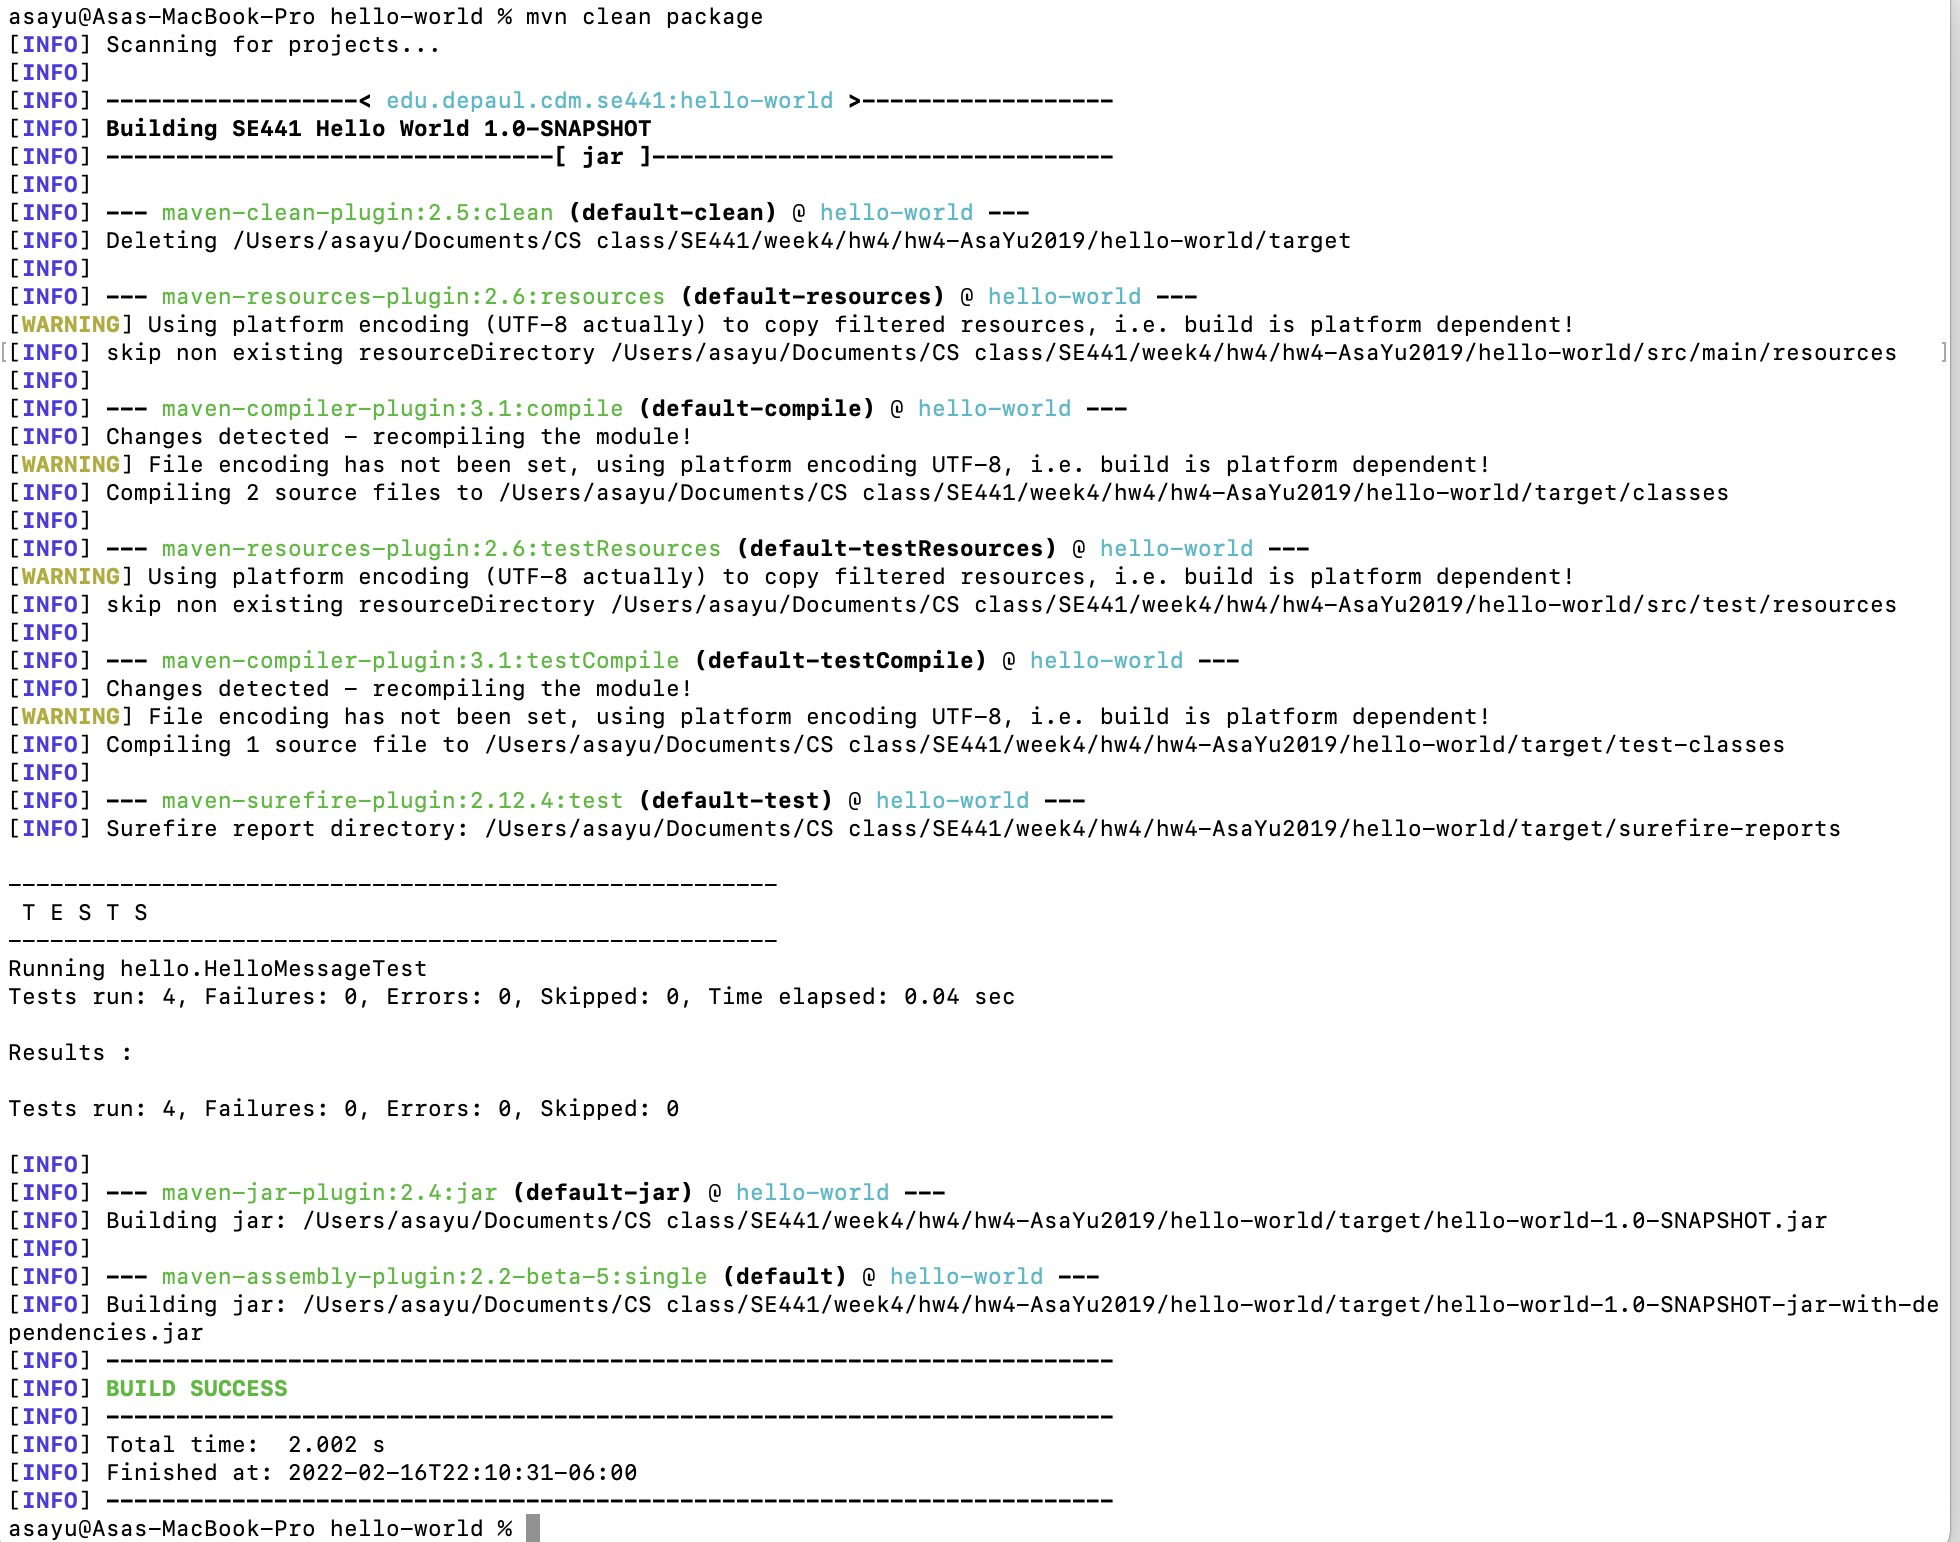 asayu@Asas-MacBook-Pro hello-world % mvn clean package
[INFO] Scanning for projects...
[INFO]
[INFO] ------------------< edu.depaul.cdm.se441:hello-world >------------------
[INFO] Building SE441 Hello World 1.0-SNAPSHOT
[INFO] --------------------------------[ jar ]---------------------------------
[INFO]
[INFO] --- maven-clean-plugin:2.5:clean (default-clean) @ hello-world ---
[INFO] Deleting /Users/asayu/Documents/CS class/SE441/week4/hw4/hw4-AsaYu2019/hello-world/target
[INFO]
[INFO] --- maven-resources-plugin:2.6:resources (default-resources) @ hello-world ---
[WARNING] Using platform encoding (UTF-8 actually) to copy filtered resources, i.e. build is platform dependent!
[[INFO] skip non existing resourceDirectory /Users/asayu/Documents/CS class/SE441/week4/hw4/hw4-AsaYu2019/hello-world/src/main/resources ]
[INFO]
[INFO] --- maven-compiler-plugin:3.1:compile (default-compile) @ hello-world ---
[INFO] Changes detected - recompiling the module!
[WARNING] File encoding has not been set, using platform encoding UTF-8, i.e. build is platform dependent!
[INFO] Compiling 2 source files to /Users/asayu/Documents/CS class/SE441/week4/hw4/hw4-AsaYu2019/hello-world/target/classes
[INFO]
[INFO] --- maven-resources-plugin:2.6:testResources (default-testResources) @ hello-world ---
[WARNING] Using platform encoding (UTF-8 actually) to copy filtered resources, i.e. build is platform dependent!
[INFO] skip non existing resourceDirectory /Users/asayu/Documents/CS class/SE441/week4/hw4/hw4-AsaYu2019/hello-world/src/test/resources
[INFO]
[INFO] --- maven-compiler-plugin:3.1:testCompile (default-testCompile) @ hello-world ---
[INFO] Changes detected - recompiling the module!
[WARNING] File encoding has not been set, using platform encoding UTF-8, i.e. build is platform dependent!
[INFO] Compiling 1 source file to /Users/asayu/Documents/CS class/SE441/week4/hw4/hw4-AsaYu2019/hello-world/target/test-classes
[INFO]
[INFO] --- maven-surefire-plugin:2.12.4:test (default-test) @ hello-world ---
[INFO] Surefire report directory: /Users/asayu/Documents/CS class/SE441/week4/hw4/hw4-AsaYu2019/hello-world/target/surefire-reports
-------------------------------------------------------
 T E S T S
-------------------------------------------------------
Running hello.HelloMessageTest
Tests run: 4, Failures: 0, Errors: 0, Skipped: 0, Time elapsed: 0.04 sec
Results :
Tests run: 4, Failures: 0, Errors: 0, Skipped: 0
[INFO]
[INFO] --- maven-jar-plugin:2.4:jar (default-jar) @ hello-world ---
[INFO] Building jar: /Users/asayu/Documents/CS class/SE441/week4/hw4/hw4-AsaYu2019/hello-world/target/hello-world-1.0-SNAPSHOT.jar
[INFO]
[INFO] --- maven-assembly-plugin:2.2-beta-5:single (default) @ hello-world ---
[INFO] Building jar: /Users/asayu/Documents/CS class/SE441/week4/hw4/hw4-AsaYu2019/hello-world/target/hello-world-1.0-SNAPSHOT-jar-with-de
pendencies.jar
[INFO] ------------------------------------------------------------------------
[INFO] BUILD SUCCESS
[INFO] ------------------------------------------------------------------------
[INFO] Total time:  2.002 s
[INFO] Finished at: 2022-02-16T22:10:31-06:00
[INFO] ------------------------------------------------------------------------
asayu@Asas-MacBook-Pro hello-world %